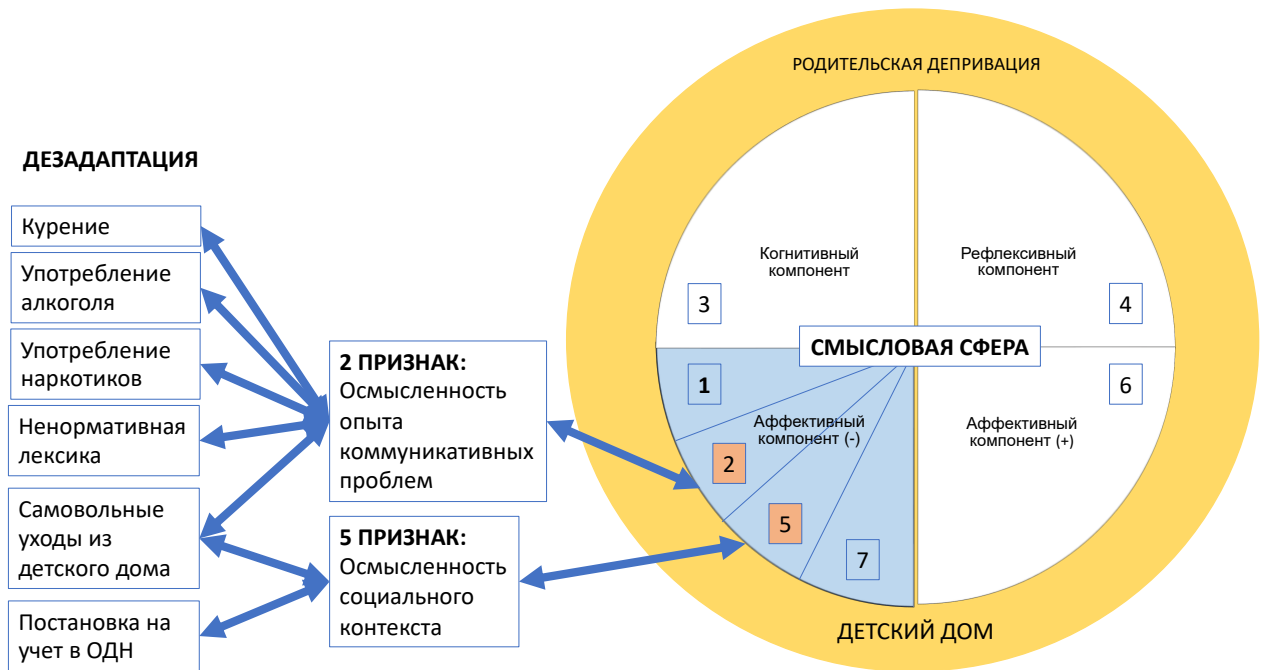 ДЕЗАДАПТАЦИЯ
Курение
Употребление
алкоголя
Употребление
наркотиков
Ненормативная
лексика
Самовольные
уходы из
детского дома
Постановка на
учет в ОДН
2 ПРИЗНАК:
Осмысленность
опыта
коммуникативных
проблем
5 ПРИЗНАК:
Осмысленность
социального
контекста
РОДИТЕЛЬСКАЯ ДЕПРИВАЦИЯ
Когнитивный
компонент
3
Рефлексивный
компонент
4
СМЫСЛОВАЯ СФЕРА
1
Аффективный
компонент (-)
2
5
7
6
Аффективный
компонент (+)
ДЕТСКИЙ ДОМ